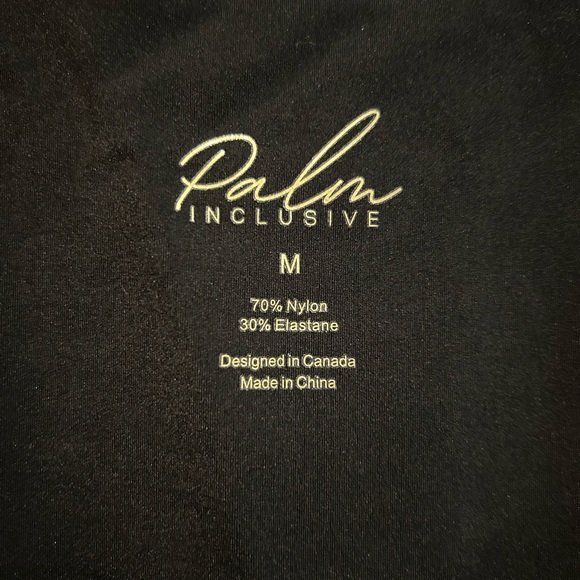 Palm
INCLUSIVE
M
70% Nylon
30% Elastane
Designed in Canada
Made in China